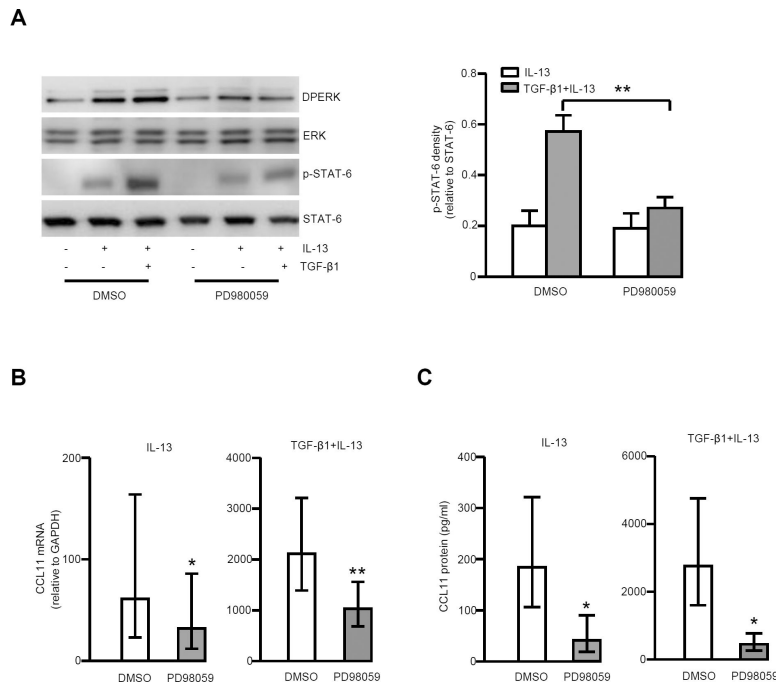 A
DPERK
ERK
p-STAT-6
STAT-6
- + + - + + IL-13
- - + - - + TGF-β1
DMSO PD980059
0.8
0.6
0.4
0.2
0
p-STAT-6 density
(relative to STAT-6)
IL-13
TGF-β1+IL-13
**
DMSO PD980059
B
IL-13
200
100
0
CCL11 mRNA
(relative to GAPDH)
*
DMSO PD98059
TGF-β1+IL-13
4000
3000
2000
1000
0
**
DMSO PD98059
C
IL-13
400
300
200
100
0
CCL11 protein (pg/ml)
*
DMSO PD98059
TGF-β1+IL-13
6000
4000
2000
0
*
DMSO PD98059